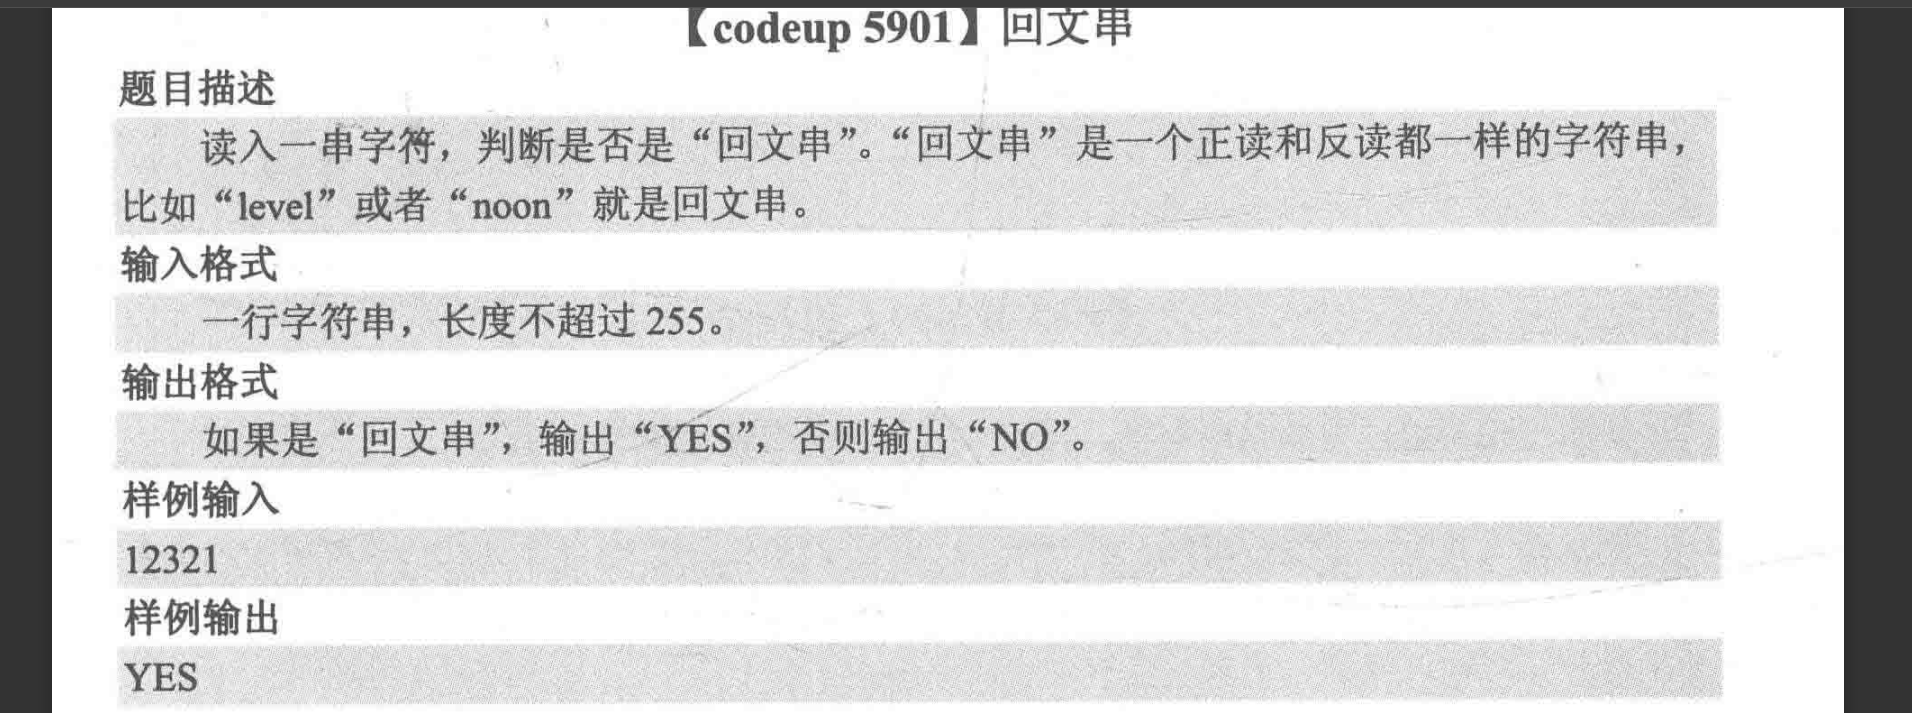 【codeup 5901】回文串
题目描述
读入一串字符，判断是否是“回文串”。“回文串”是一个正读和反读都一样的字符串，
比如“level”或者“noon”就是回文串。
输入格式
一行字符串，长度不超过 255。
输出格式
如果是“回文串”，输出“YES”，否则输出“NO”。
样例输入
12321
样例输出
YES